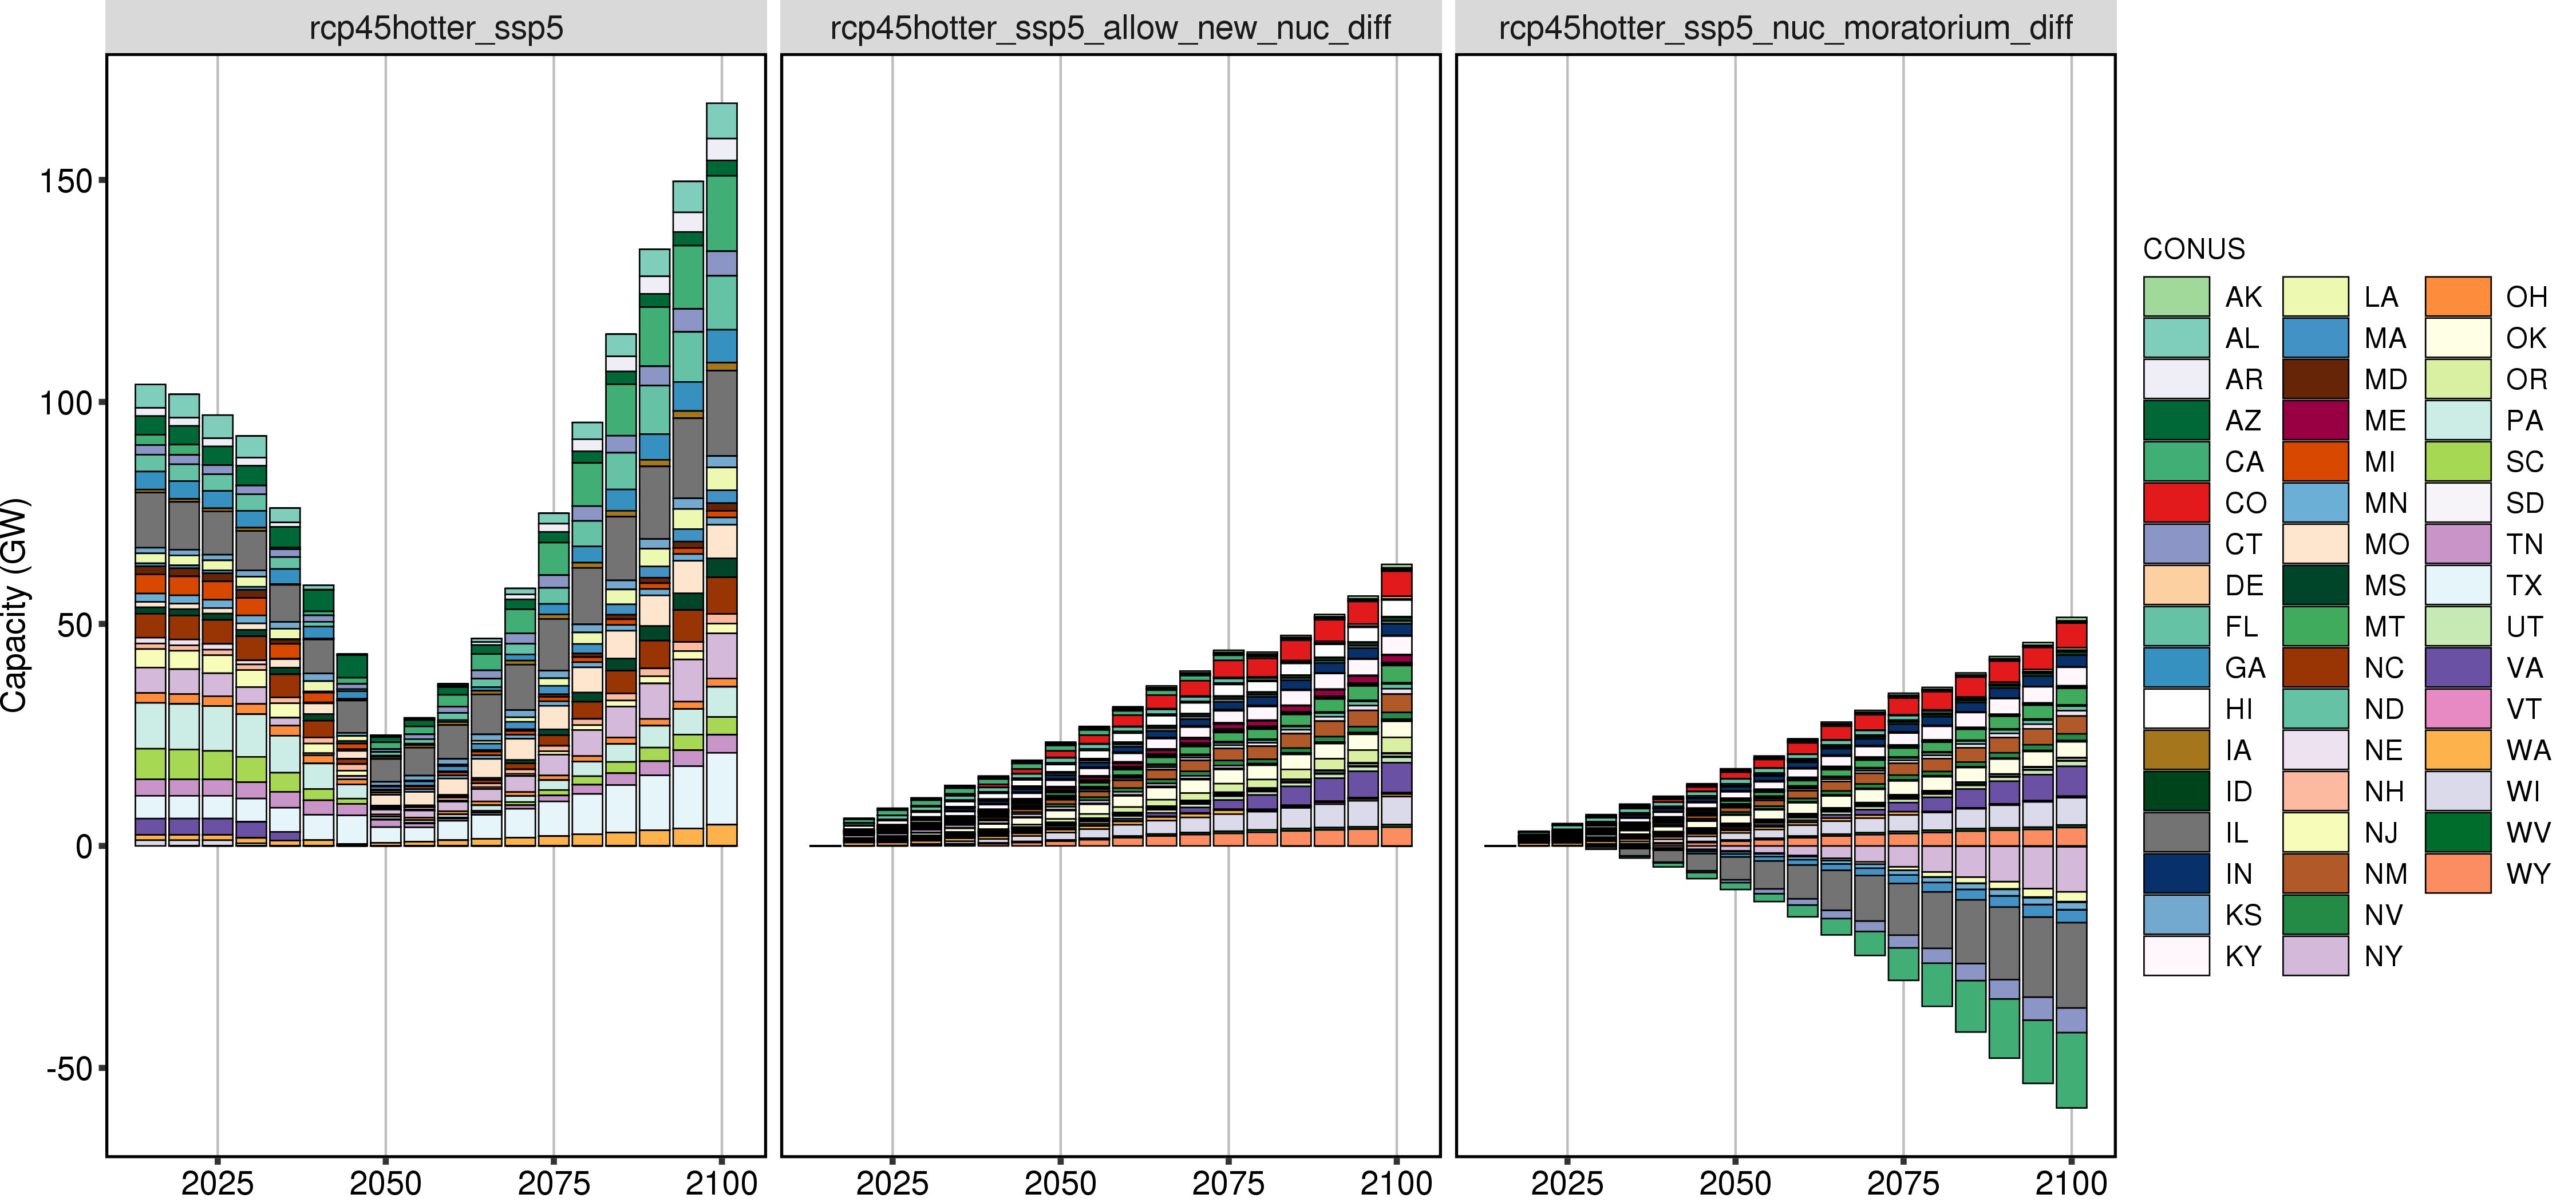 rcp45hotter_ssp5
rcp45hotter_ssp5_allow_new_nuc_diff
rcp45hotter_ssp5_nuc_moratorium_diff
Capacity (GW)
150
100
50
0
-50
2025 2050 2075 2100
2025 2050 2075 2100
2025 2050 2075 2100
CONUS
AK LA OH
AL MA OK
AR MD OR
AZ ME PA
CA MI SC
CO MN SD
CT MO TN
DE MS TX
FL MT UT
GA NC VA
HI ND VT
IA NE WA
ID NH WI
IL NJ WV
IN NM WY
KS NV
KY NY